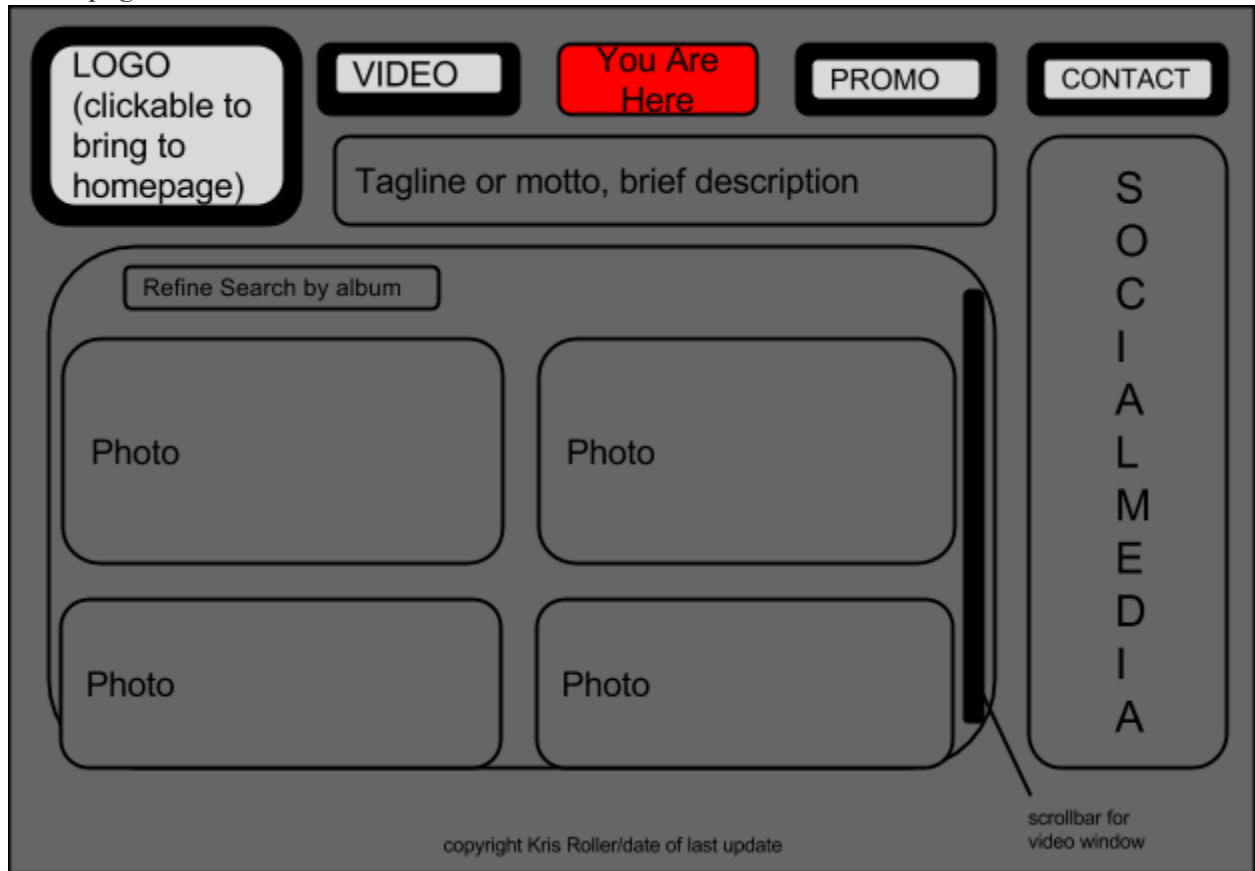 LOGO
(clickable to
bring to
homepage)
VIDEO
You Are
Here
PROMO
CONTACT
Tagline or motto, brief description
Refine Search by album
Photo
Photo
Photo
Photo
S
O
C
I
A
L
M
E
D
I
A
scrollbar for
video window
copyright Kris Roller/date of last update